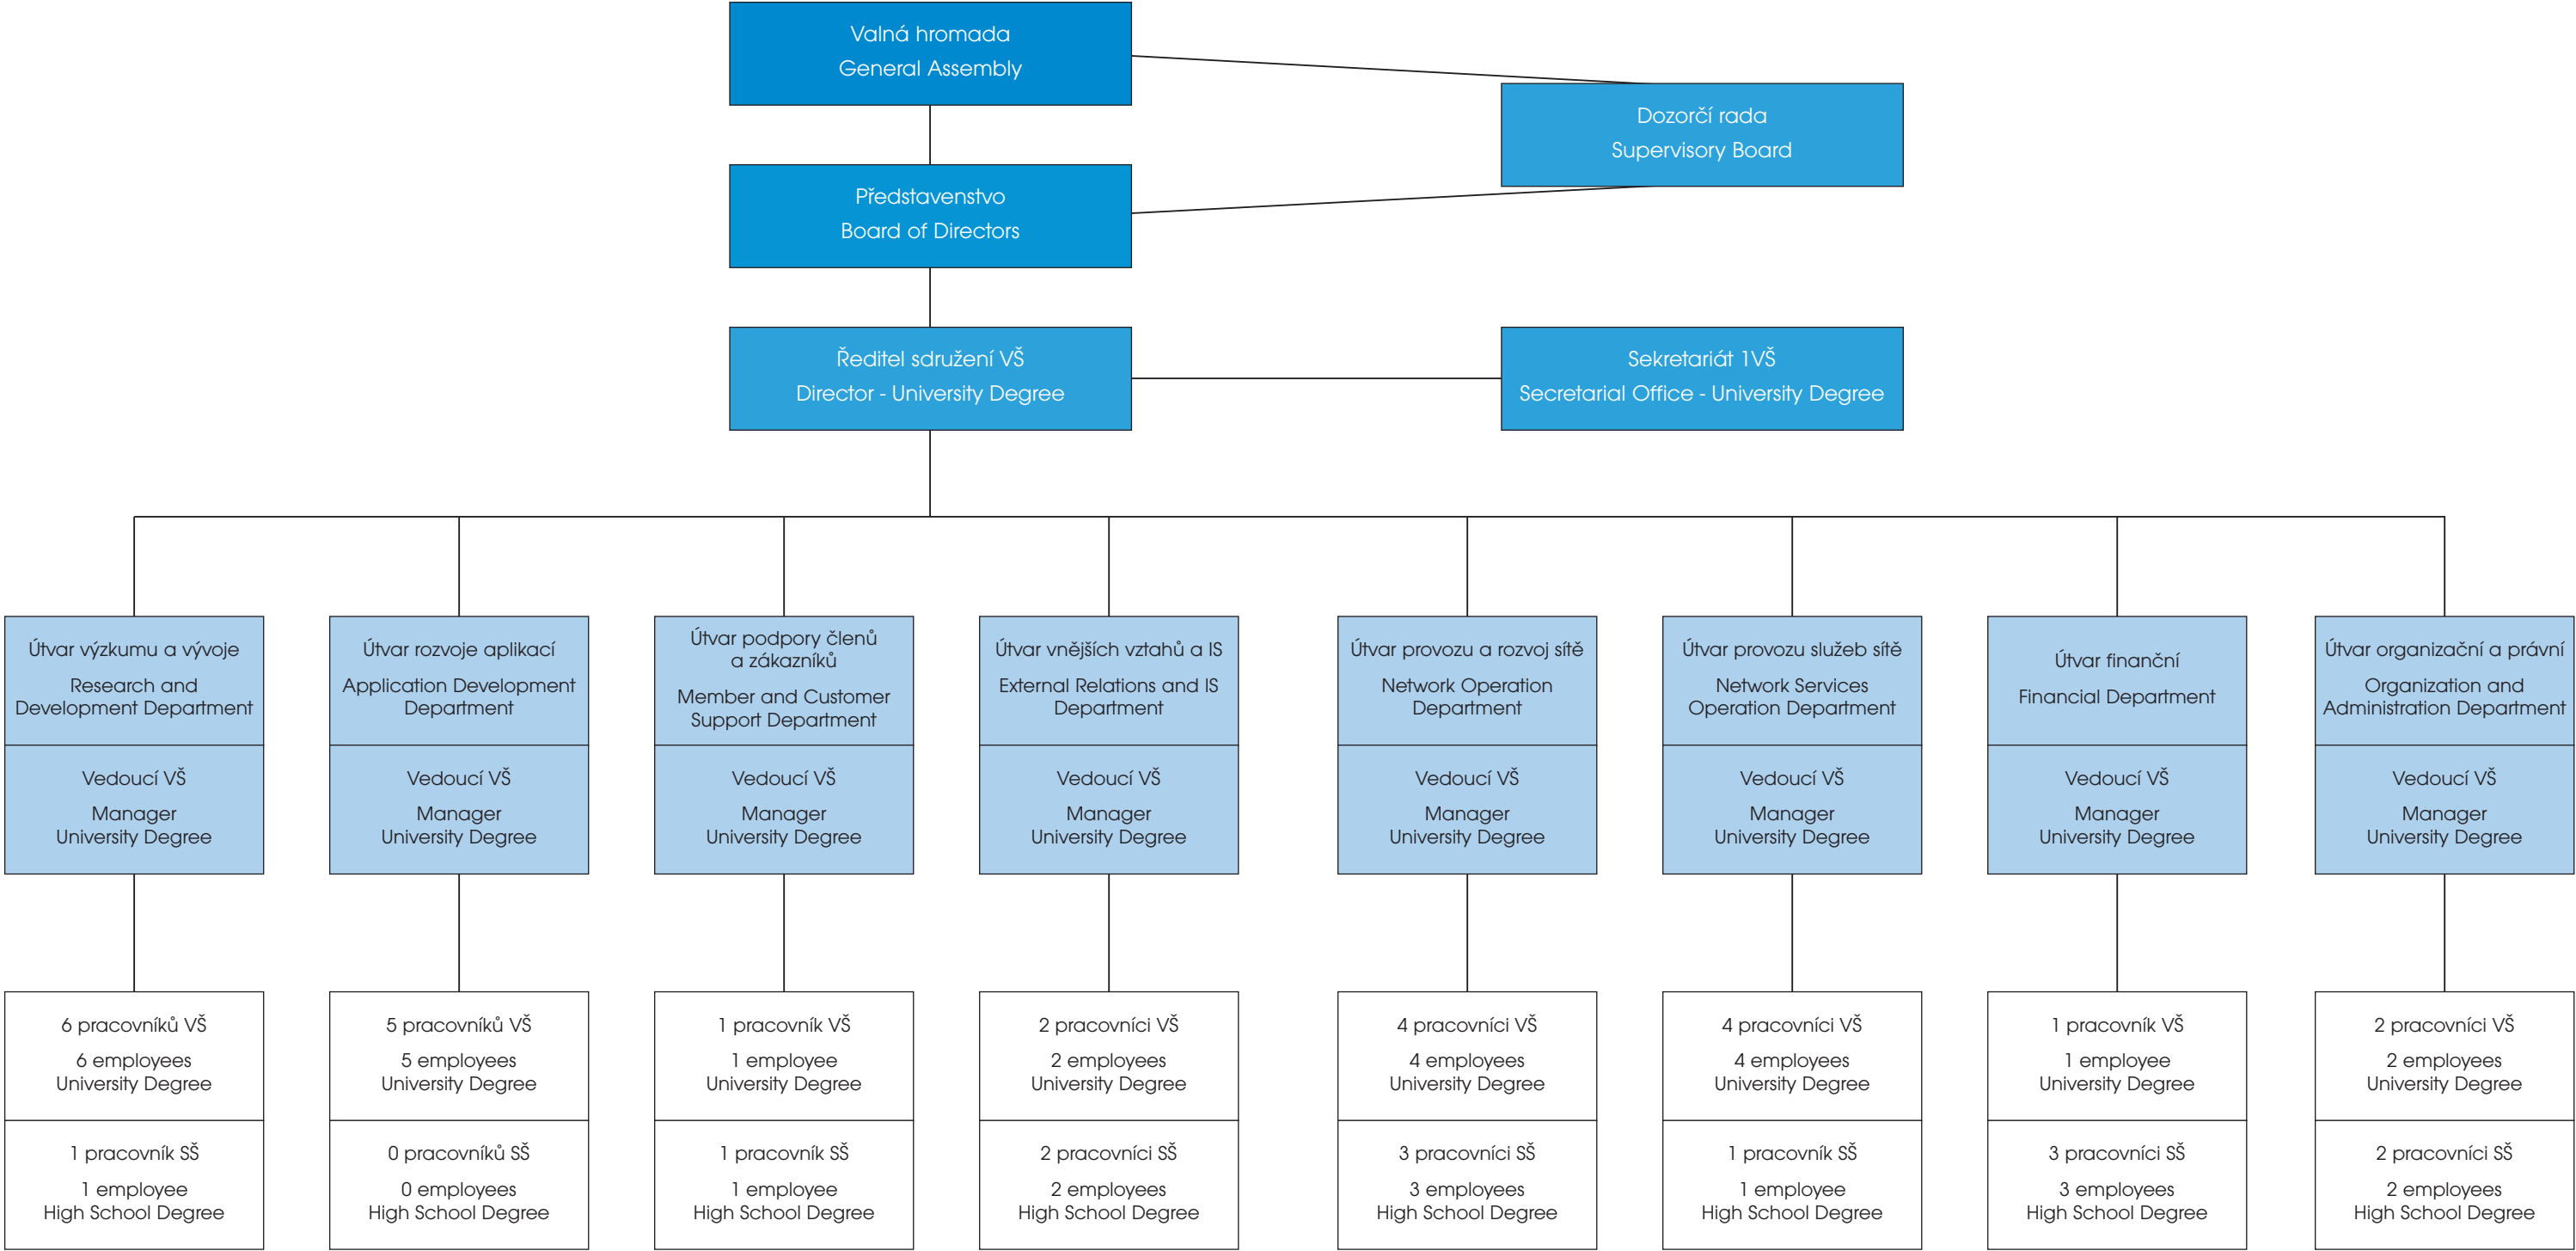 Valná hromada
General Assembly
Dozorčí rada
Supervisory Board
Představenstvo
Board of Directors
Ředitel sdružení VŠ
Director - University Degree
Sekretariát 1VŠ
Secretarial Office - University Degree
Útvar výzkumu a vývoje
Research and
Development Department
Vedoucí VŠ
Manager
University Degree
6 pracovníků VŠ
6 employees
University Degree
1 pracovník SŠ
1 employee
High School Degree
Útvar rozvoje aplikací
Application Development
Department
Vedoucí VŠ
Manager
University Degree
5 pracovníků VŠ
5 employees
University Degree
0 pracovníků SŠ
0 employees
High School Degree
Útvar podpory členů
a zákazníků
Member and Customer
Support Department
Vedoucí VŠ
Manager
University Degree
1 pracovník VŠ
1 employee
University Degree
1 pracovník SŠ
1 employee
High School Degree
Útvar vnějších vztahů a IS
External Relations and IS
Department
Vedoucí VŠ
Manager
University Degree
2 pracovníci VŠ
2 employees
University Degree
2 pracovníci SŠ
2 employees
High School Degree
Útvar provozu a rozvoj sítě
Network Operation
Department
Vedoucí VŠ
Manager
University Degree
4 pracovníci VŠ
4 employees
University Degree
3 pracovníci SŠ
3 employees
High School Degree
Útvar provozu služeb sítě
Network Services
Operation Department
Vedoucí VŠ
Manager
University Degree
4 pracovníci VŠ
4 employees
University Degree
1 pracovník SŠ
1 employee
High School Degree
Útvar finanční
Financial Department
Vedoucí VŠ
Manager
University Degree
1 pracovník VŠ
1 employee
University Degree
3 pracovníci SŠ
3 employees
High School Degree
Útvar organizační a právní
Organization and
Administration Department
Vedoucí VŠ
Manager
University Degree
2 pracovníci VŠ
2 employees
University Degree
2 pracovníci SŠ
2 employees
High School Degree